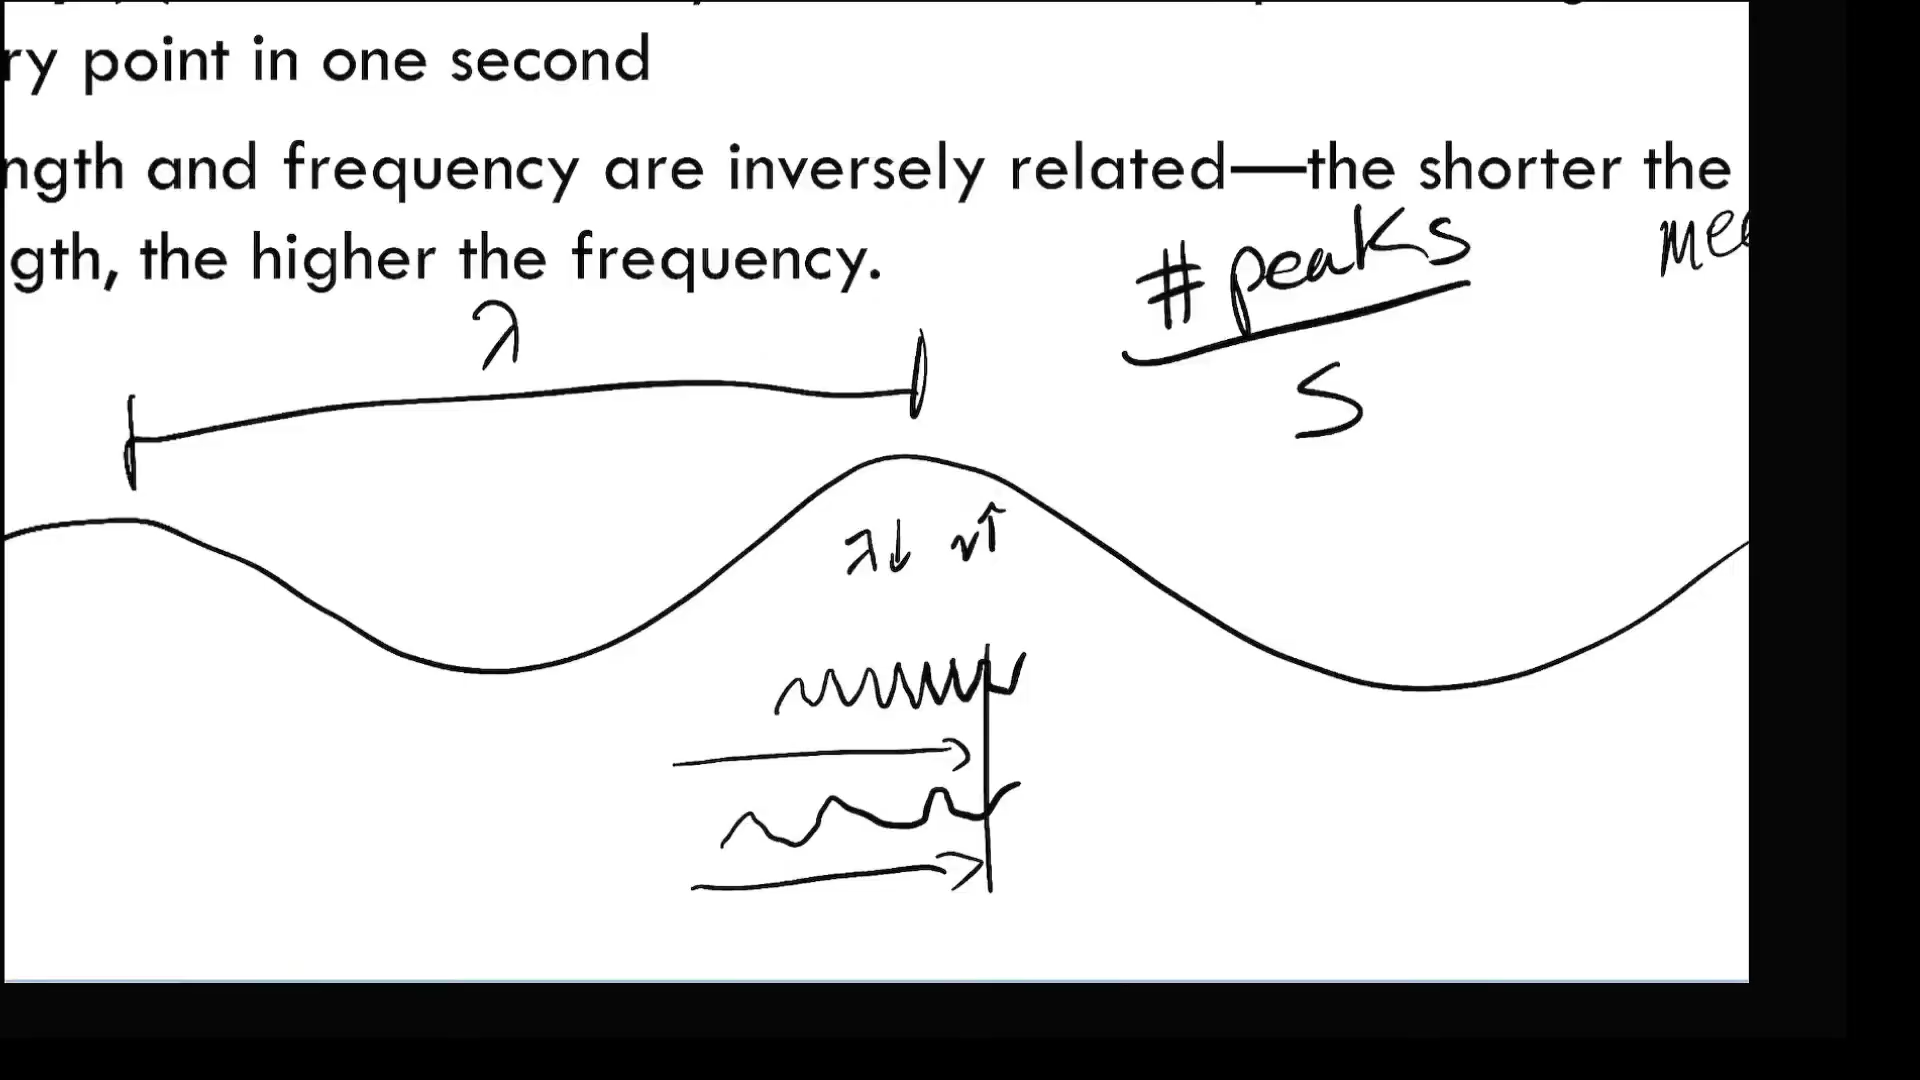 ry point in one second
ngth and frequency are inversely related—the shorter the
gth, the higher the frequency.
# peaks
s
me
λ
λ↓ ν↑